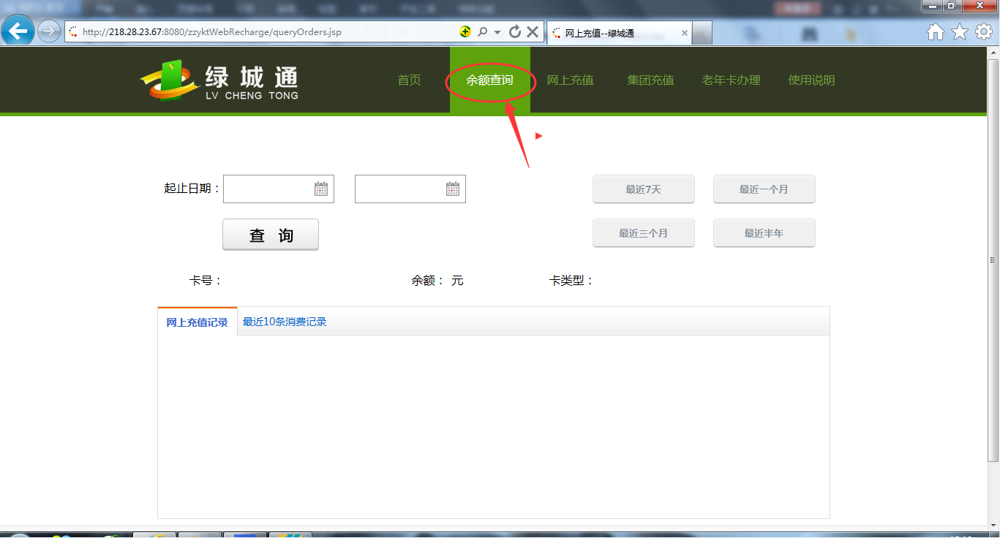 http://218.28.23.67:8080/zzyktWebRecharge/queryOrders.jsp
网上充值--绿城通
绿城通
LV CHENG TONG
首页
余额查询
网上充值
集团充值
老年卡办理
使用说明
起止日期：
最近7天
最近一个月
查 询
最近三个月
最近半年
卡号：
余额： 元
卡类型：
网上充值记录
最近10条消费记录